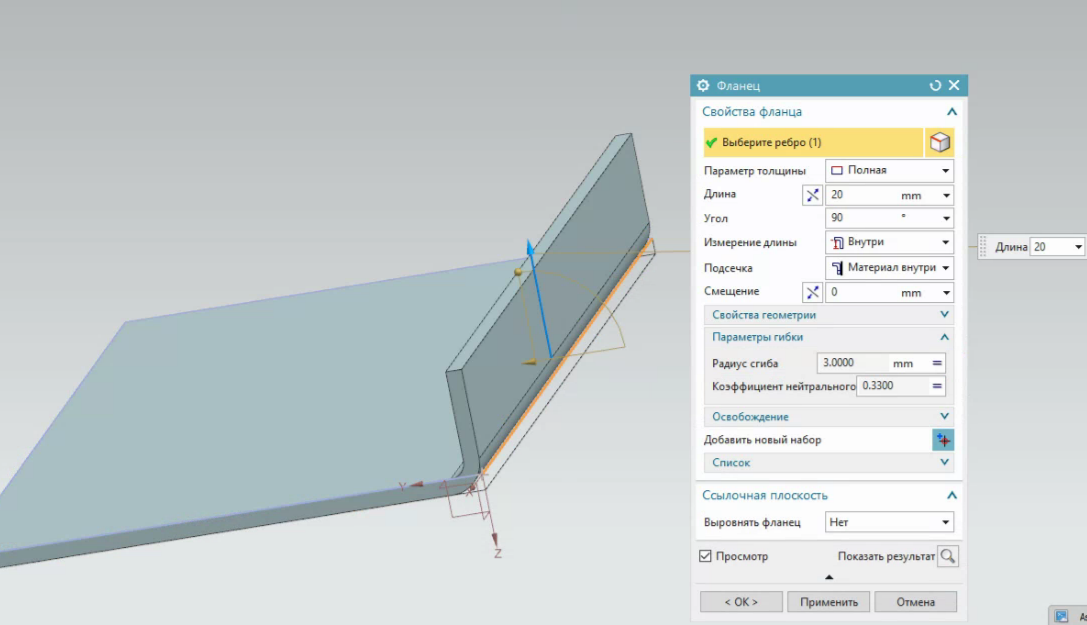 Фланец
Свойства фланца
Выберите ребро (1)
Параметр толщины Полная
Длина 20 mm
Угол 90 °
Измерение длины Внутри
Подсечка Материал внутри
Смещение 0 mm
Свойства геометрии
Параметры гибки
Радиус сгиба 3.0000 mm =
Коэффициент нейтрального 0.3300 =
Освобождение
Добавить новый набор
Список
Ссылочная плоскость
Выровнять фланец Нет
Просмотр Показать результат
< OK > Применить Отмена
Длина 20
Y
X
Z